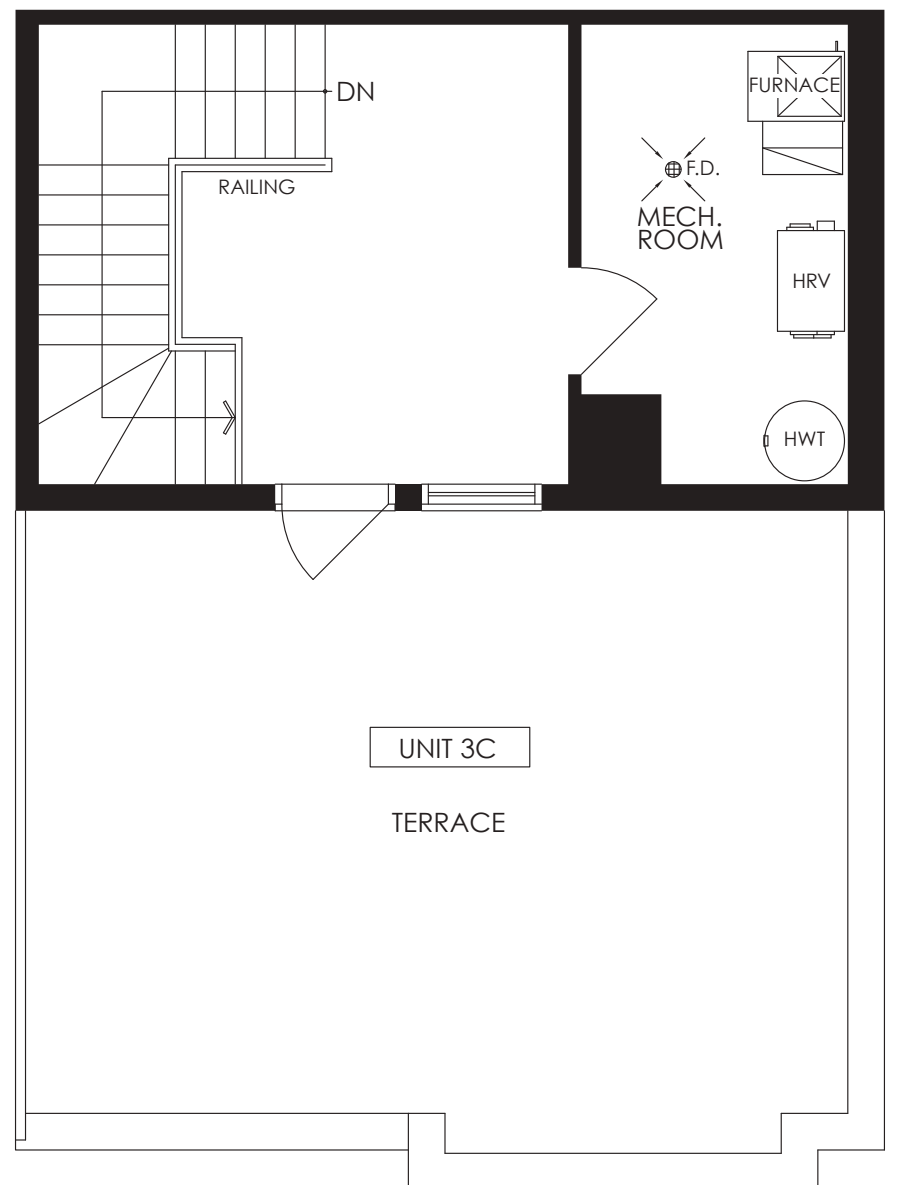 DN
FURNACE
F.D.
RAILING
MECH.
ROOM
HRV
HWT
UNIT 3C
TERRACE